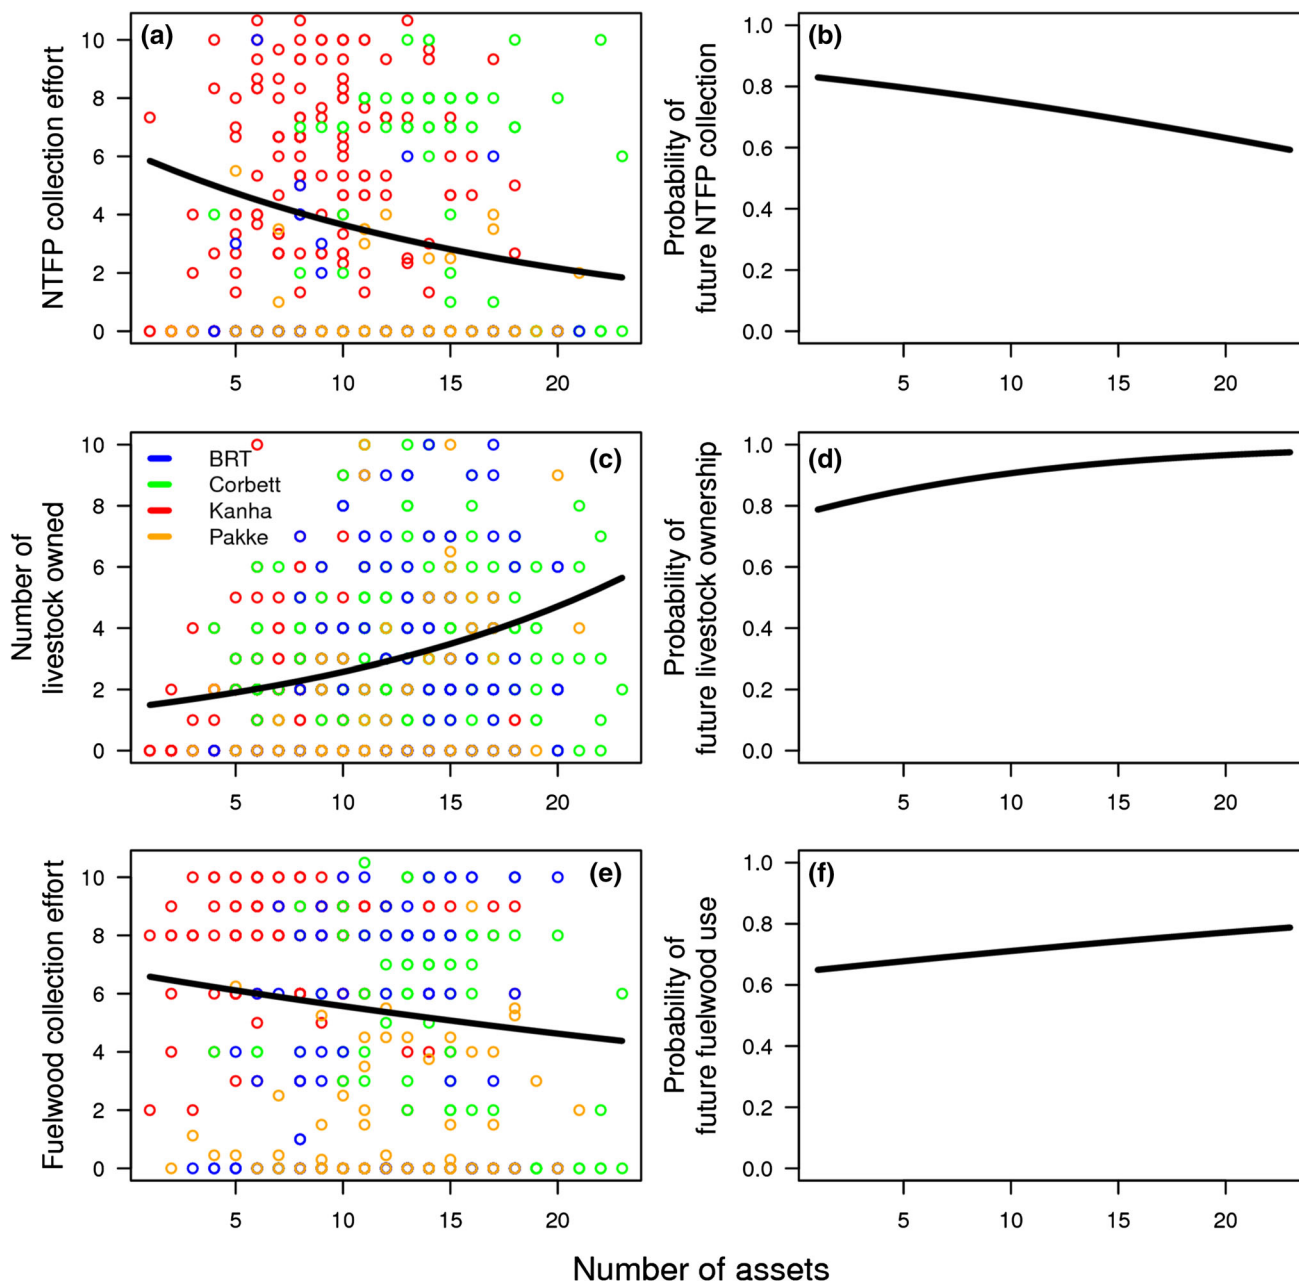 (a)
NTFP collection effort
10
8
6
4
2
0
5 10 15 20
(b)
Probability of
future NTFP collection
1.0
0.8
0.6
0.4
0.2
0.0
5 10 15 20
(c)
Number of
livestock owned
10
8
6
4
2
0
BRT
Corbett
Kanha
Pakke
5 10 15 20
(d)
Probability of
future livestock ownership
1.0
0.8
0.6
0.4
0.2
0.0
5 10 15 20
(e)
Fuelwood collection effort
10
8
6
4
2
0
5 10 15 20
(f)
Probability of
future fuelwood use
1.0
0.8
0.6
0.4
0.2
0.0
5 10 15 20
Number of assets